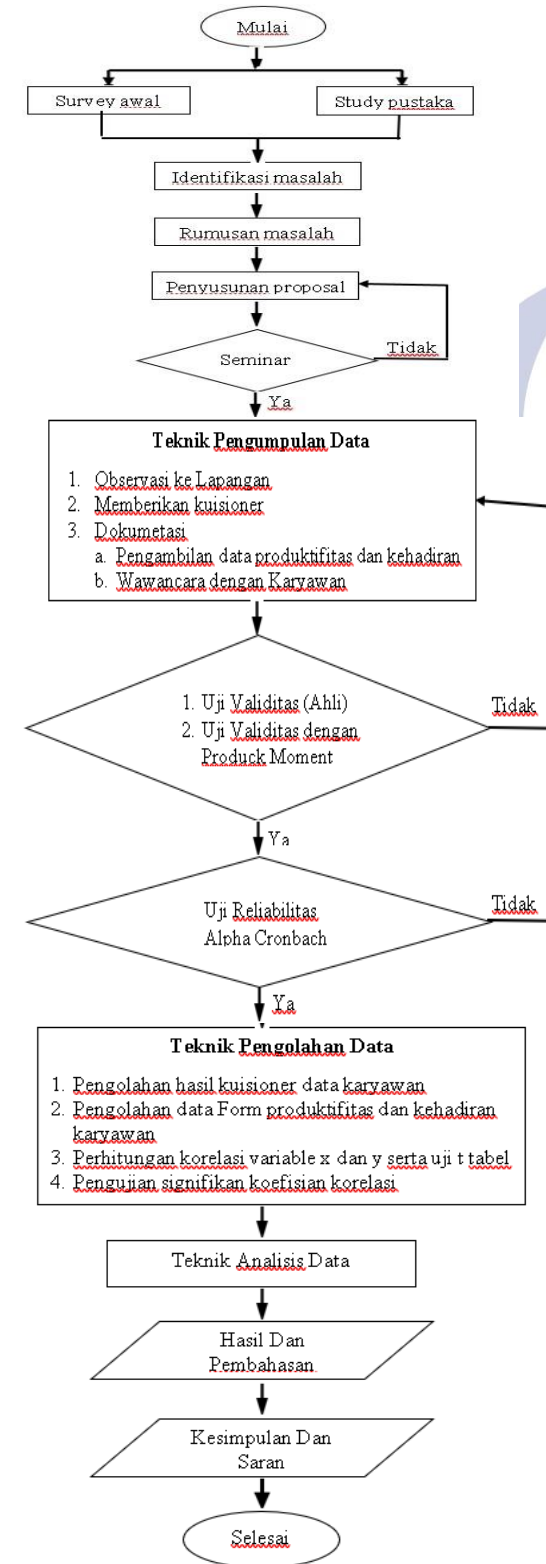 Mulai
Survey awal
Study pustaka
Identifikasi masalah
Rumusan masalah
Penyusunan proposal
Seminar
Tidak
Ya
Teknik Pengumpulan Data
1. Observasi ke Lapangan
2. Memberikan kuisioner
3. Dokumetasi
a. Pengambilan data produktifitas dan kehadiran
b. Wawancara dengan Karyawan
1. Uji Validitas (Ahli)
2. Uji Validitas dengan
Produck Moment
Tidak
Ya
Uji Reliabilitas
Alpha Cronbach
Tidak
Ya
Teknik Pengolahan Data
1. Pengolahan hasil kuisioner data karyawan
2. Pengolahan data Form produktifitas dan kehadiran
karyawan
3. Perhitungan korelasi variable x dan y serta uji t tabel
4. Pengujian signifikan koefisian korelasi
Teknik Analisis Data
Hasil Dan
Pembahasan
Kesimpulan Dan
Saran
Selesai